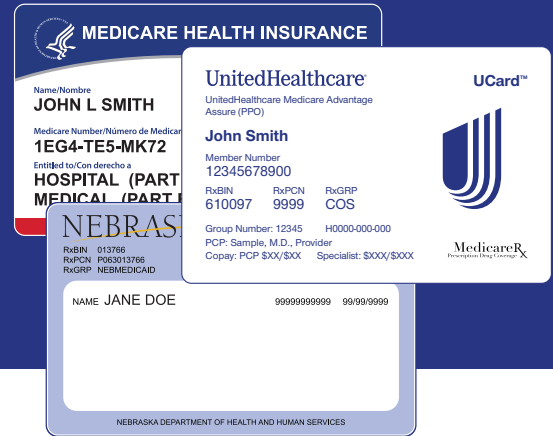 MEDICARE HEALTH INSURANCE
Name/Nombre
JOHN L SMITH
Medicare Number/Número de Medicar
1EG4-TE5-MK72
Entitled to/Con derecho a
HOSPITAL (PART
MEDICAL (PART
UnitedHealthcare
UCard™
UnitedHealthcare Medicare Advantage
Assure (PPO)
John Smith
Member Number
12345678900
RxBIN RxPCN RxGRP
610097 9999 COS
Group Number: 12345 H0000-000-000
PCP: Sample, M.D., Provider
Copay: PCP $XX/$XX Specialist: $XXX/$XXX
MedicareRx
Prescription Drug Coverage
NEBRAS
RxBIN 013766
RxPCN P063013766
RxGRP NEBMEDICAID
NAME JANE DOE 99999999999 99/99/9999
NEBRASKA DEPARTMENT OF HEALTH AND HUMAN SERVICES